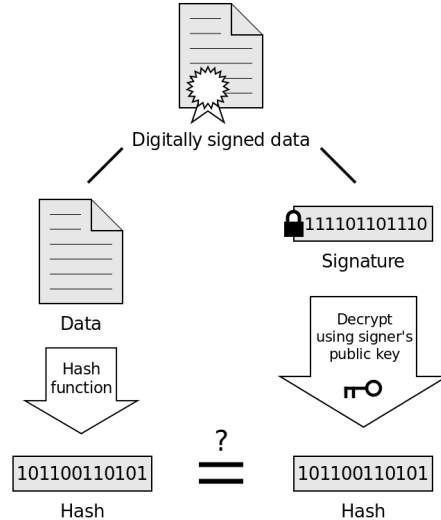 Digitally signed data
111101101110
Signature
Data
Decrypt
using signer's
public key
Hash
function
?
=
101100110101
101100110101
Hash
Hash